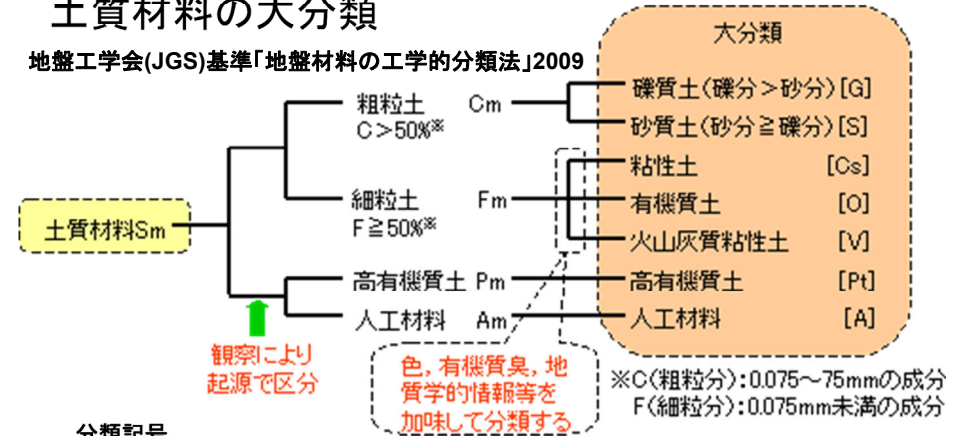 土質材料の大分類
地盤工学会(JGS)基準「地盤材料の工学的分類法」2009
大分類
土質材料Sm
粗粒土 Cm
C>50%※
細粒土 Fm
F≧50%※
高有機質土 Pm
人工材料 Am
礫質土(礫分>砂分)[G]
砂質土(砂分≧礫分)[S]
粘性土 [Cs]
有機質土 [O]
火山灰質粘性土 [V]
高有機質土 [Pt]
人工材料 [A]
観察により
起源で区分
色,有機質臭,地
質学的情報等を
加味して分類する
※C(粗粒分):0.075~75mmの成分
F(細粒分):0.075mm未満の成分
分類記号